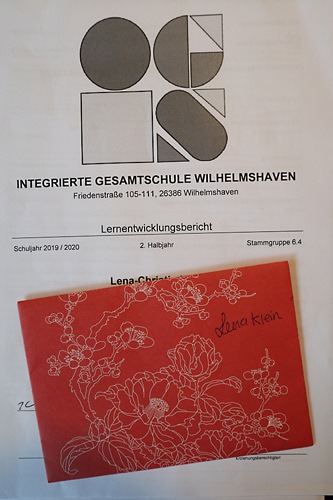 INTEGRIERTE GESAMTSCHULE WILHELMSHAVEN
Friedenstraße 105-111, 26386 Wilhelmshaven
Lernentwicklungsbericht
Schuljahr 2019 / 2020 2. Halbjahr Stammgruppe 6.4
Lena Klein